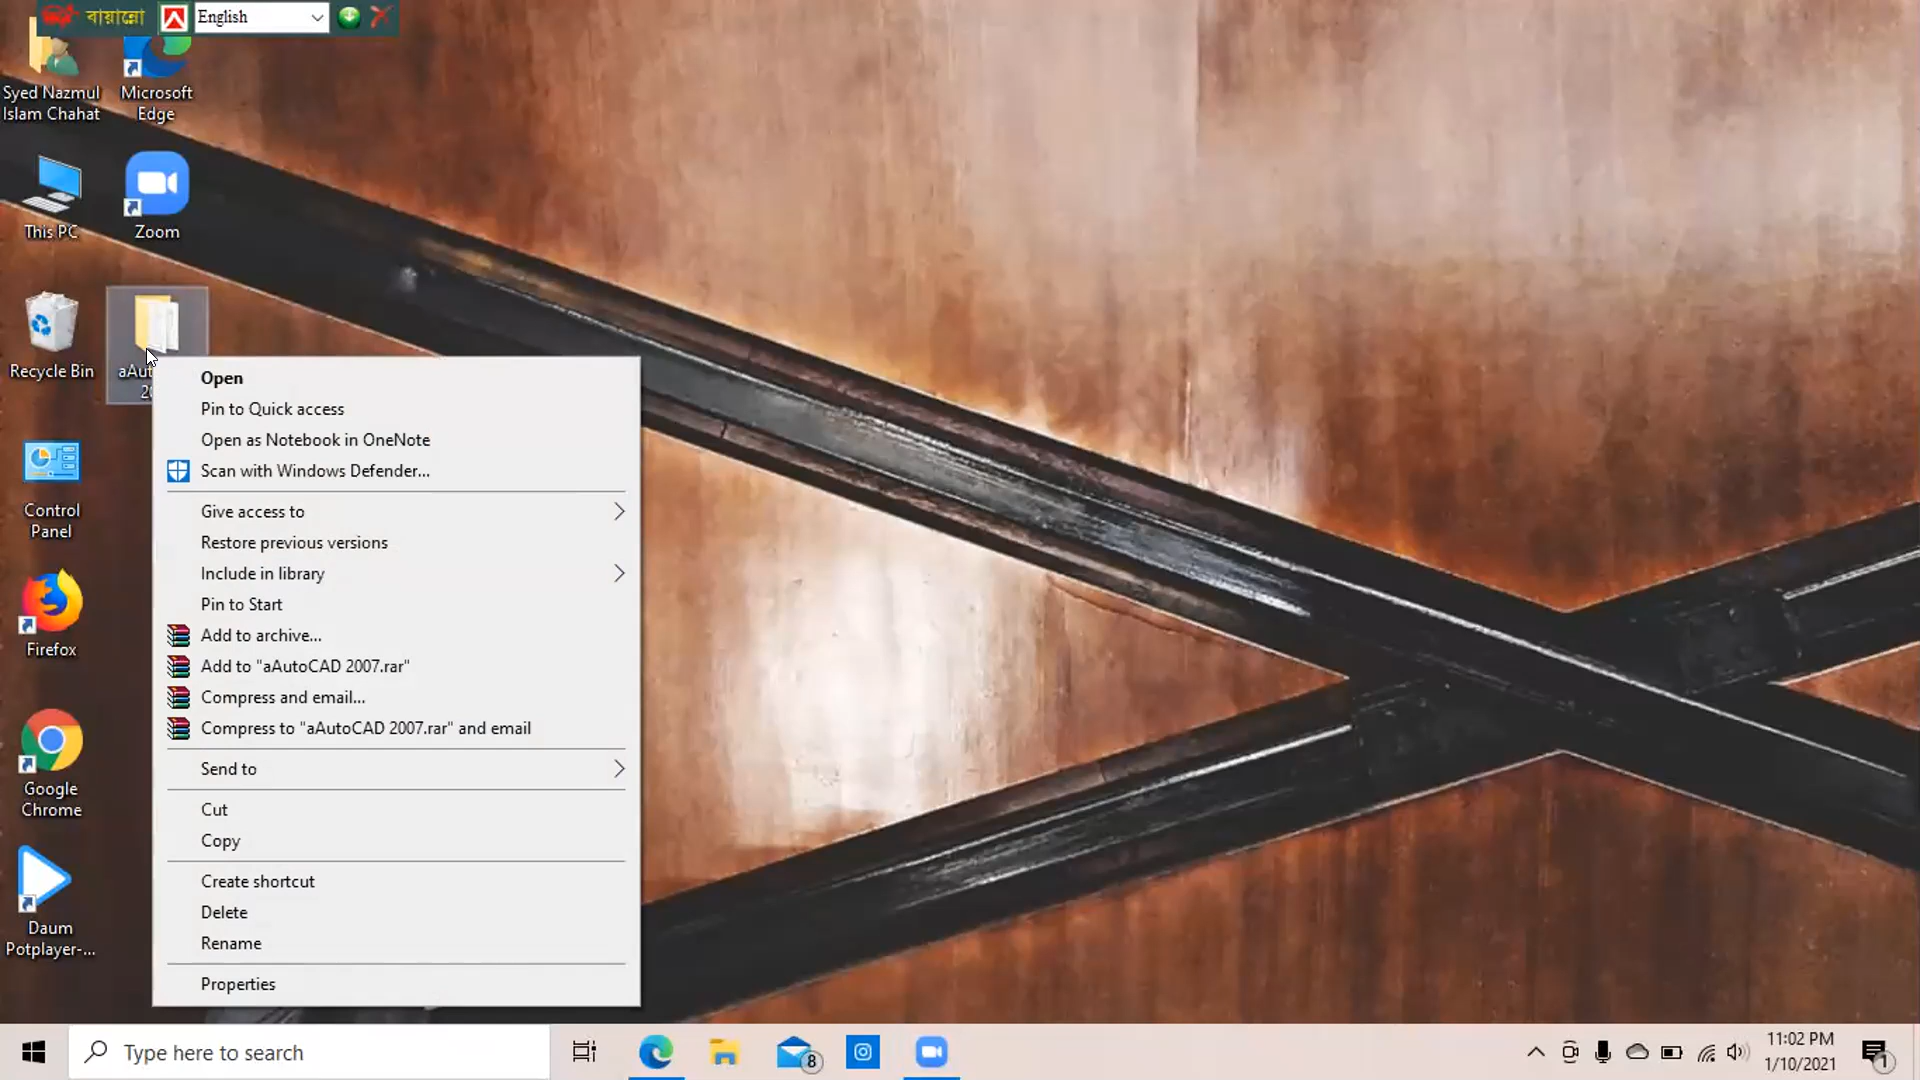 বায়ান্নো
English
Syed Nazmul
Islam Chahat
Microsoft
Edge
This PC
Zoom
Recycle Bin
Control
Panel
Firefox
Google
Chrome
Daum
Potplayer-...
Open
Pin to Quick access
Open as Notebook in OneNote
Scan with Windows Defender...
Give access to
Restore previous versions
Include in library
Pin to Start
Add to archive...
Add to "aAutoCAD 2007.rar"
Compress and email...
Compress to "aAutoCAD 2007.rar" and email
Send to
Cut
Copy
Create shortcut
Delete
Rename
Properties
Type here to search
8
11:02 PM
1/10/2021
1